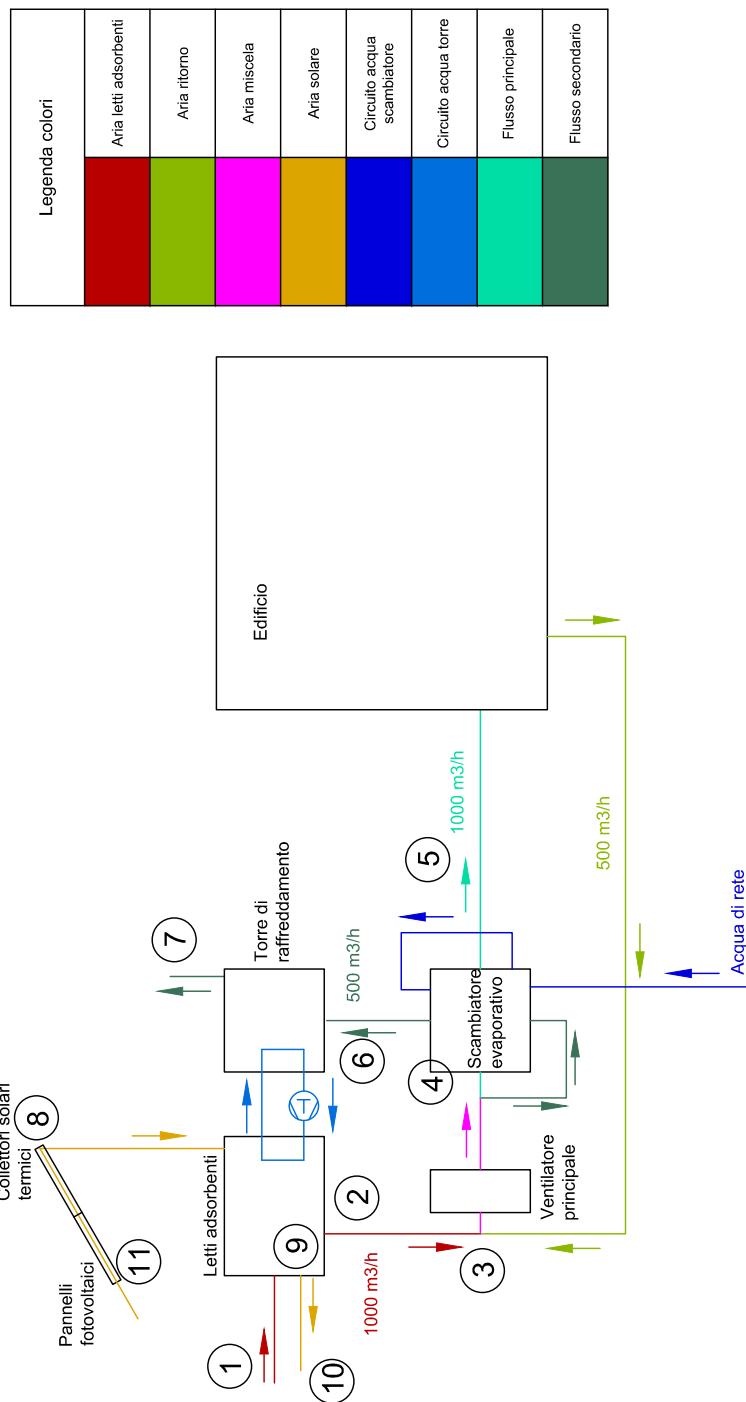 Collettori solari
termici
8
Pannelli
fotovoltaici
11
7
Letti adsorbenti
Torre di
raffreddamento
1
9
10
2
6
1000 m3/h
500 m3/h
Edificio
3
4
5
Scambiatore
evaporativo
1000 m3/h
Ventilatore
principale
500 m3/h
Acqua di rete
Legenda colori
Aria letti adsorbenti
Aria ritorno
Aria miscela
Aria solare
Circuito acqua
scambiatore
Circuito acqua torre
Flusso principale
Flusso secondario